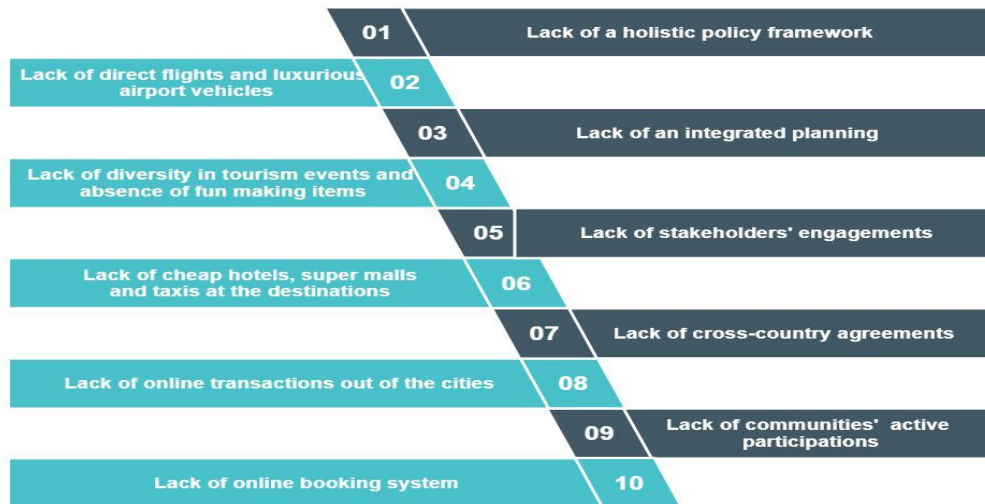 01
Lack of a holistic policy framework
Lack of direct flights and luxurious
airport vehicles
02
03
Lack of an integrated planning
Lack of diversity in tourism events and
absence of fun making items
04
05
Lack of stakeholders' engagements
Lack of cheap hotels, super malls
and taxis at the destinations
06
07
Lack of cross-country agreements
Lack of online transactions out of the cities
08
09
Lack of communities'  active
participations
Lack of online booking system
10